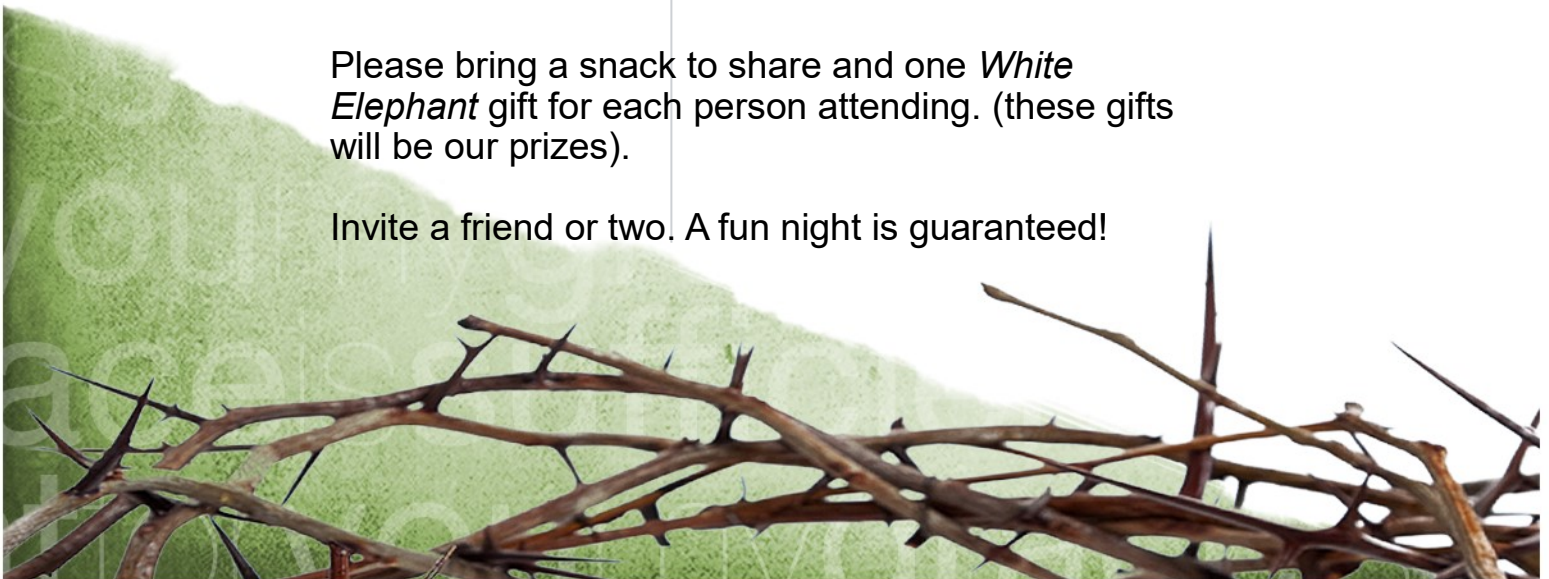 Please bring a snack to share and one White
Elephant gift for each person attending. (these gifts
will be our prizes).
Invite a friend or two. A fun night is guaranteed!